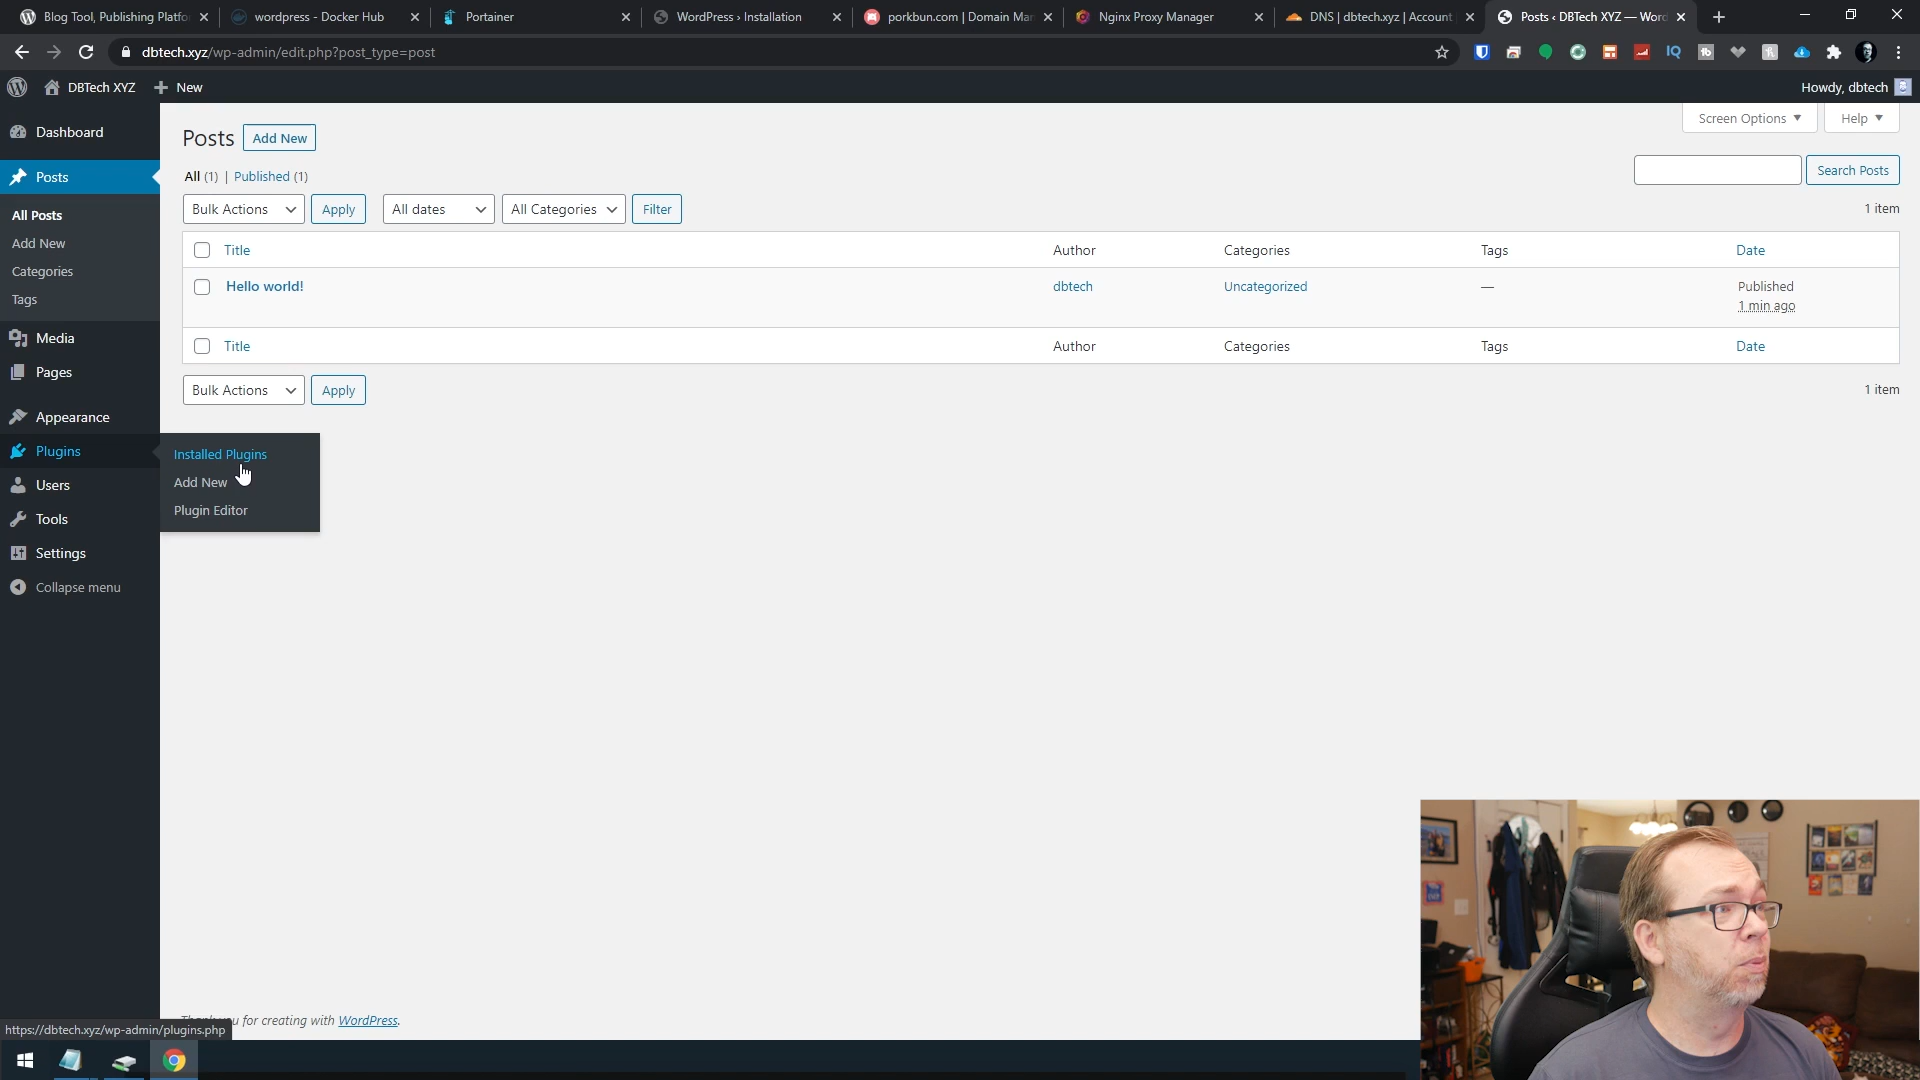 Blog Tool, Publishing Platfo
wordpress - Docker Hub
Portainer
WordPress › Installation
porkbun.com | Domain Mar
Nginx Proxy Manager
DNS | dbtech.xyz | Account
Posts ‹ DBTech XYZ — Word
dbtech.xyz/wp-admin/edit.php?post_type=post
IQ
DBTech XYZ
New
Howdy, dbtech
Dashboard
Posts
All Posts
Add New
Categories
Tags
Media
Pages
Appearance
Plugins
Installed Plugins
Add New
Plugin Editor
Users
Tools
Settings
Collapse menu
Screen Options
Help
Posts
Add New
All (1) | Published (1)
Search Posts
Bulk Actions
Apply
All dates
All Categories
Filter
1 item
Title
Author
Categories
Tags
Date
Hello world!
dbtech
Uncategorized
—
Published
1 min ago
Title
Author
Categories
Tags
Date
Bulk Actions
Apply
1 item
for creating with WordPress.
https://dbtech.xyz/wp-admin/plugins.php